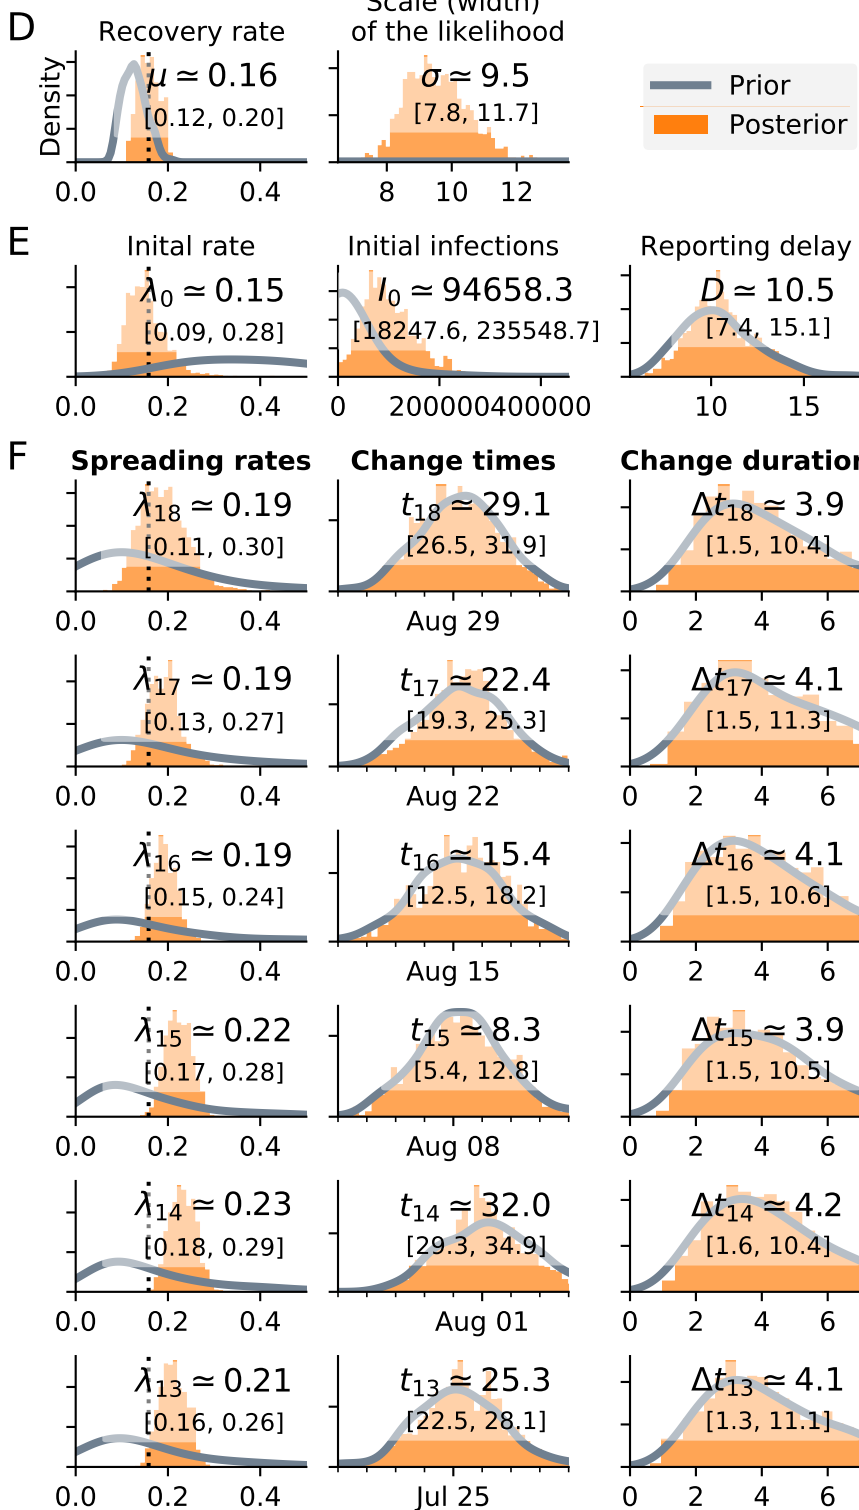 D
Recovery rate
Density
μ ≃ 0.16
[0.12, 0.20]
0.0 0.2 0.4
Scale (width)
of the likelihood
σ ≃ 9.5
[7.8, 11.7]
8 10 12
Prior
Posterior
E
Inital rate
λ0 ≃ 0.15
[0.09, 0.28]
0.0 0.2 0.4
Initial infections
I0 ≃ 94658.3
[18247.6, 235548.7]
0 200000 400000
Reporting delay
D ≃ 10.5
[7.4, 15.1]
10 15
F
Spreading rates Change times Change duration
λ18 ≃ 0.19
[0.11, 0.30]
0.0 0.2 0.4
t18 ≃ 29.1
[26.5, 31.9]
Aug 29
Δt18 ≃ 3.9
[1.5, 10.4]
0 2 4 6
λ17 ≃ 0.19
[0.13, 0.27]
0.0 0.2 0.4
t17 ≃ 22.4
[19.3, 25.3]
Aug 22
Δt17 ≃ 4.1
[1.5, 11.3]
0 2 4 6
λ16 ≃ 0.19
[0.15, 0.24]
0.0 0.2 0.4
t16 ≃ 15.4
[12.5, 18.2]
Aug 15
Δt16 ≃ 4.1
[1.5, 10.6]
0 2 4 6
λ15 ≃ 0.22
[0.17, 0.28]
0.0 0.2 0.4
t15 ≃ 8.3
[5.4, 12.8]
Aug 08
Δt15 ≃ 3.9
[1.5, 10.5]
0 2 4 6
λ14 ≃ 0.23
[0.18, 0.29]
0.0 0.2 0.4
t14 ≃ 32.0
[29.3, 34.9]
Aug 01
Δt14 ≃ 4.2
[1.6, 10.4]
0 2 4 6
λ13 ≃ 0.21
[0.16, 0.26]
0.0 0.2 0.4
t13 ≃ 25.3
[22.5, 28.1]
Jul 25
Δt13 ≃ 4.1
[1.3, 11.1]
0 2 4 6